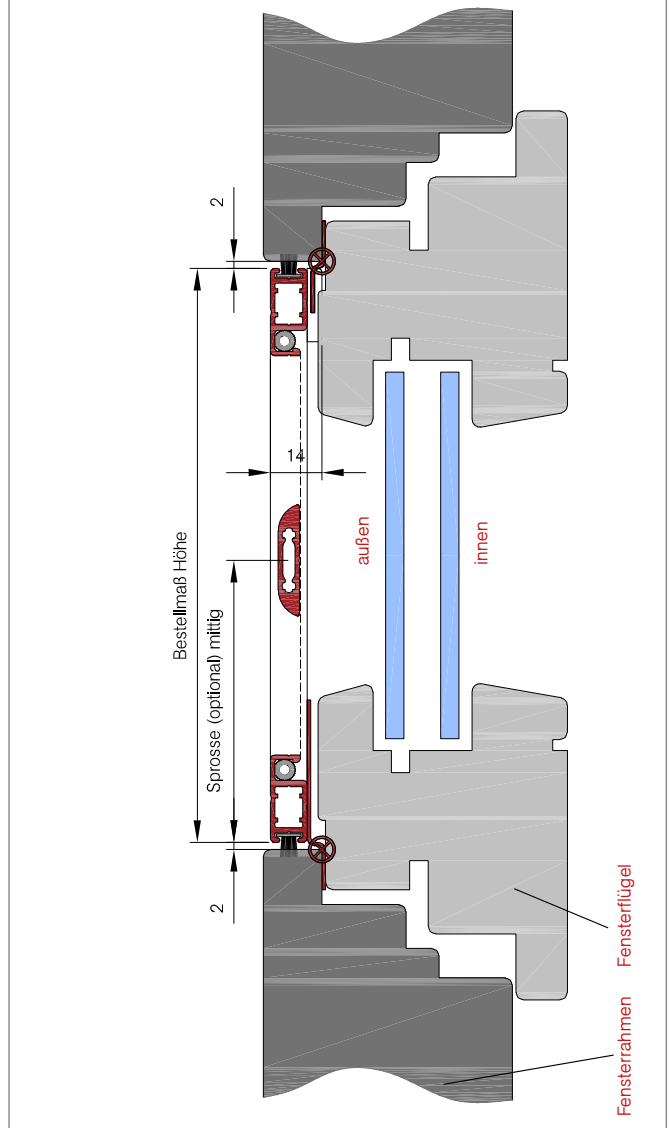 2
14
Bestellmaß Höhe
Sprosse (optional) mittig
außen
innen
2
Fensterflügel
Fensterrahmen